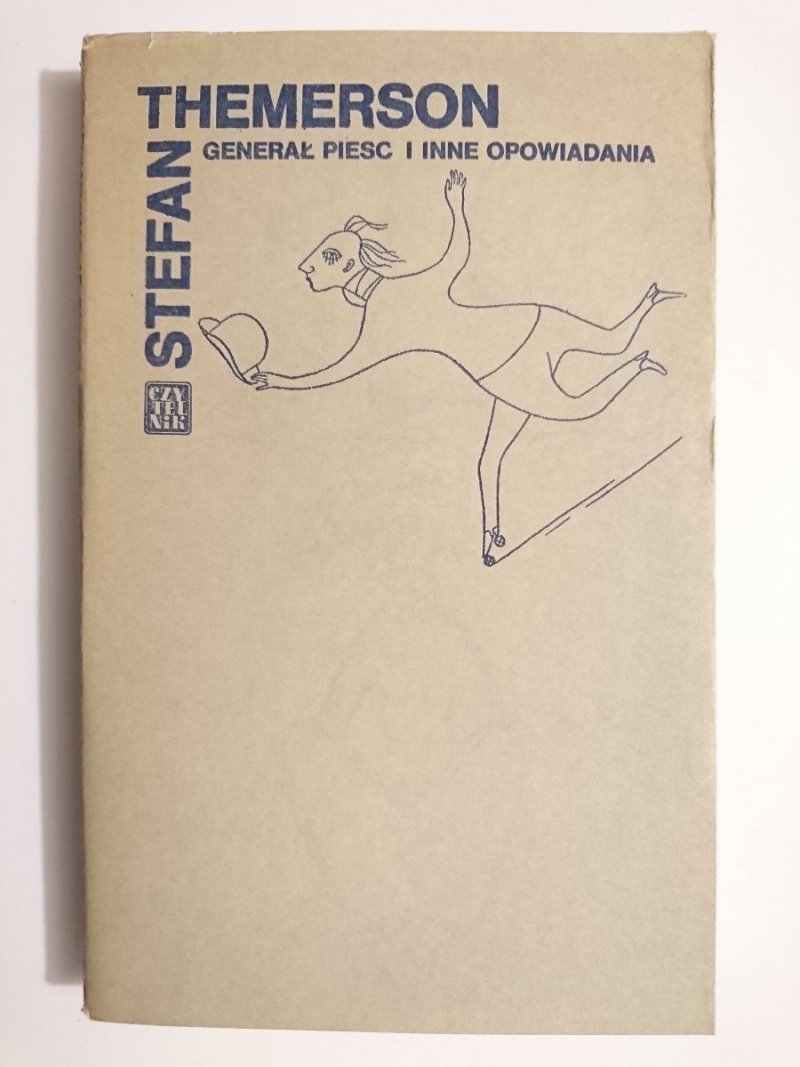 STEFAN
THEMERSON
GENERAŁ PIESC I INNE OPOWIADANIA
CZY
TEL
NiK